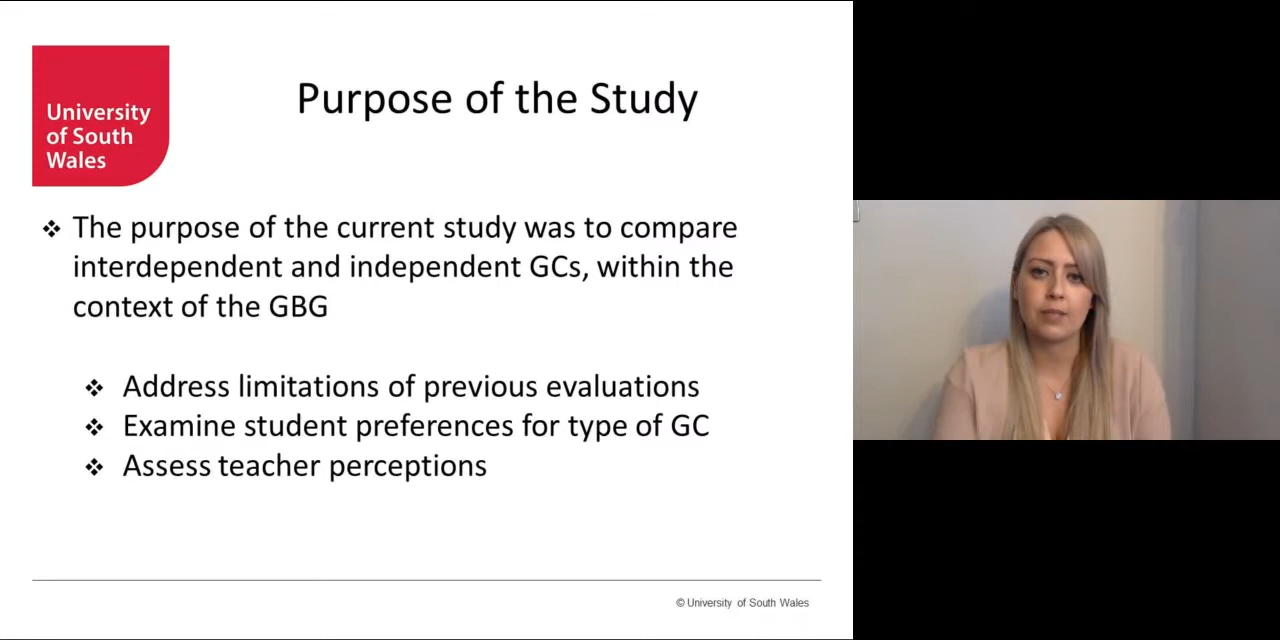 University
of South
Wales
Purpose of the Study
❖ The purpose of the current study was to compare
interdependent and independent GCs, within the
context of the GBG
❖ Address limitations of previous evaluations
❖ Examine student preferences for type of GC
❖ Assess teacher perceptions
© University of South Wales